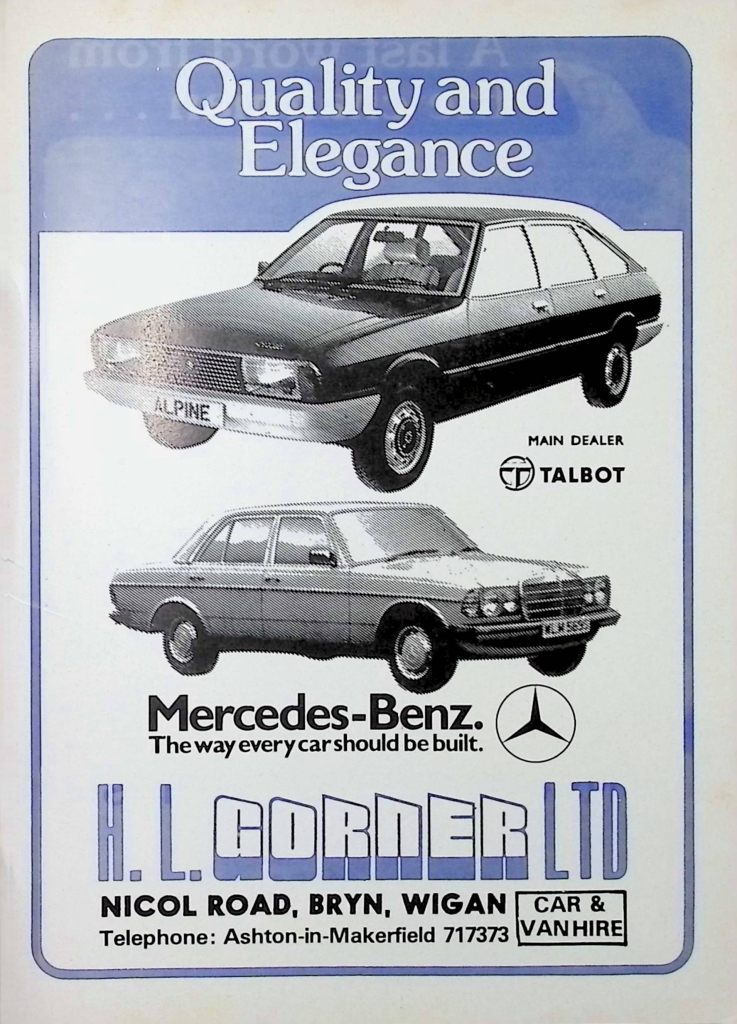 Quality and
Elegance
ALPINE
MAIN DEALER
TALBOT
Mercedes-Benz.
The way every car should be built.
H. L. GORNER LTD
NICOL ROAD, BRYN, WIGAN
Telephone: Ashton-in-Makerfield 717373
CAR &
VAN HIRE